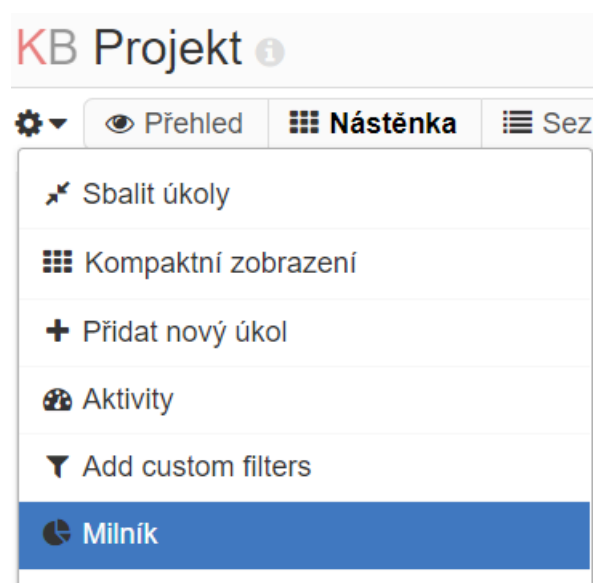 KB Projekt
Přehled Nástěnka Sez
Sbalit úkoly
Kompaktní zobrazení
Přidat nový úkol
Aktivity
Add custom filters
Milník